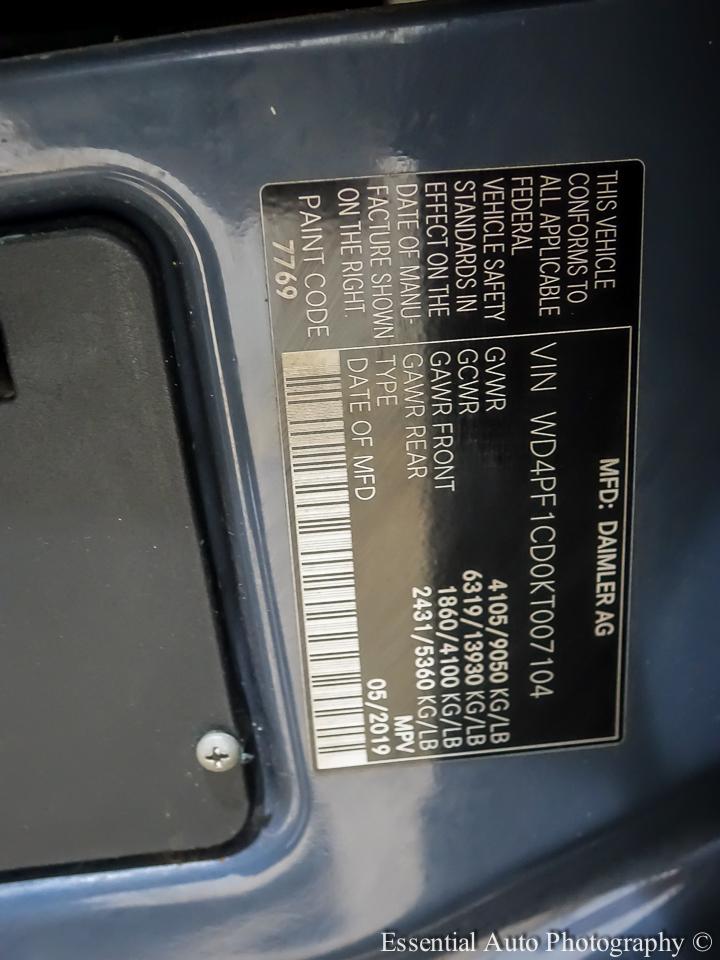 THIS VEHICLE
CONFORMS TO
ALL APPLICABLE
FEDERAL
VEHICLE SAFETY
STANDARDS IN
EFFECT ON THE
DATE OF MANU-
FACTURE SHOWN
ON THE RIGHT.
PAINT CODE
7769
MFD: DAIMLER AG
VIN WD4PF1CD0KT007104
GVWR 4105/9050 KG/LB
GCWR 6319/13930 KG/LB
GAWR FRONT 1860/4100 KG/LB
GAWR REAR 2431/5360 KG/LB
TYPE MPV
DATE OF MFD 05/2019
Essential Auto Photography ©